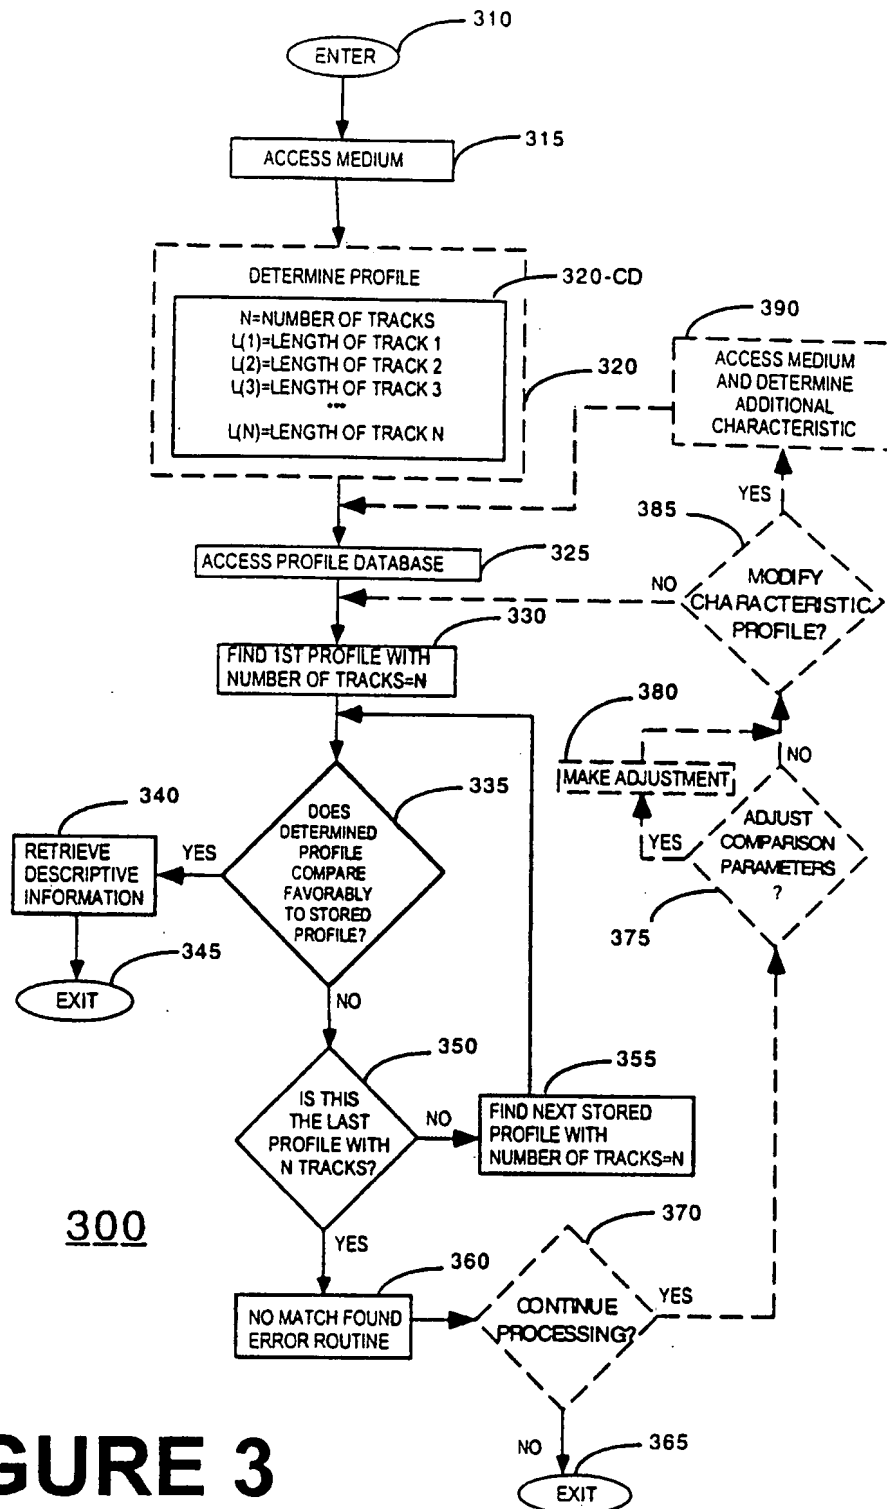 310
ENTER
315
ACCESS MEDIUM
DETERMINE PROFILE
320-CD
N=NUMBER OF TRACKS
L(1)=LENGTH OF TRACK 1
L(2)=LENGTH OF TRACK 2
L(3)=LENGTH OF TRACK 3
•••
L(N)=LENGTH OF TRACK N
320
390
ACCESS MEDIUM
AND DETERMINE
ADDITIONAL
CHARACTERISTIC
YES
385
MODIFY
CHARACTERISTIC
PROFILE?
NO
325
ACCESS PROFILE DATABASE
330
FIND 1ST PROFILE WITH
NUMBER OF TRACKS=N
380
MAKE ADJUSTMENT
NO
YES
ADJUST
COMPARISON
PARAMETERS
?
375
335
DOES
DETERMINED
PROFILE
COMPARE
FAVORABLY
TO STORED
PROFILE?
YES
340
RETRIEVE
DESCRIPTIVE
INFORMATION
345
EXIT
NO
350
IS THIS
THE LAST
PROFILE WITH
N TRACKS?
NO
355
FIND NEXT STORED
PROFILE WITH
NUMBER OF TRACKS=N
300
YES
360
NO MATCH FOUND
ERROR ROUTINE
370
CONTINUE
PROCESSING?
YES
NO
365
EXIT
GURE 3